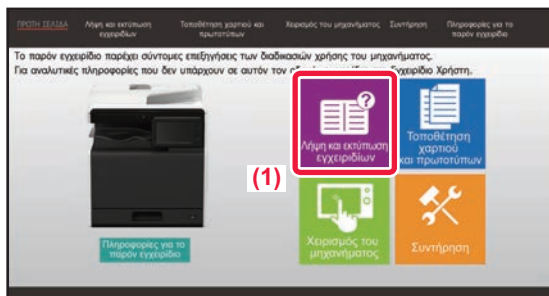 ΠΡΩΤΗ ΣΕΛΙΔΑ
Λήψη και εκτύπωση
εγχειριδίων
Τοποθέτηση χαρτιού και
πρωτοτύπων
Χειρισμός του μηχανήματος
Συντήρηση
Πληροφορίες για το
παρόν εγχειρίδιο
Το παρόν εγχειρίδιο παρέχει σύντομες επεξηγήσεις των διαδικασιών χρήσης του μηχανήματος.
Για αναλυτικές πληροφορίες που δεν υπάρχουν σε αυτόν τον Εγχειρίδιο Χρήστη.
Λήψη και εκτύπωση
εγχειριδίων
Τοποθέτηση
χαρτιού
και πρωτοτύπων
(1)
Πληροφορίες για το
παρόν εγχειρίδιο
Χειρισμός του
μηχανήματος
Συντήρηση